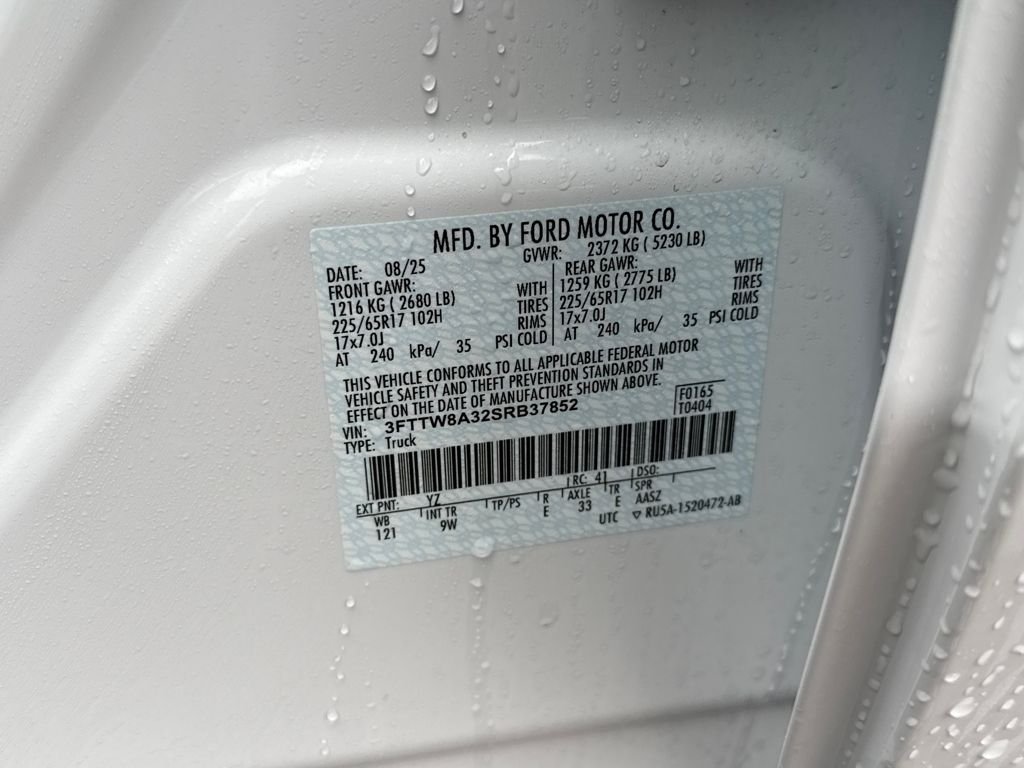 MFD. BY FORD MOTOR CO.
DATE: 08/25 GVWR: 2372 KG ( 5230 LB)
FRONT GAWR: WITH REAR GAWR: WITH
1216 KG ( 2680 LB) TIRES 1259 KG ( 2775 LB) TIRES
225/65R17 102H RIMS 225/65R17 102H RIMS
17x7.0J 17x7.0J
AT 240 kPa/ 35 PSI COLD AT 240 kPa/ 35 PSI COLD
THIS VEHICLE CONFORMS TO ALL APPLICABLE FEDERAL MOTOR
VEHICLE SAFETY AND THEFT PREVENTION STANDARDS IN
EFFECT ON THE DATE OF MANUFACTURE SHOWN ABOVE.
VIN: 3FTTW8A32SRB37852 F0165
TYPE: Truck T0404
EXT PNT: YZ RC: 41 DSO:
WB INT TR TP/PS R AXLE TR SPR
121 9W E 33 E AASZ
UTC ▽ RU5A-1520472-AB